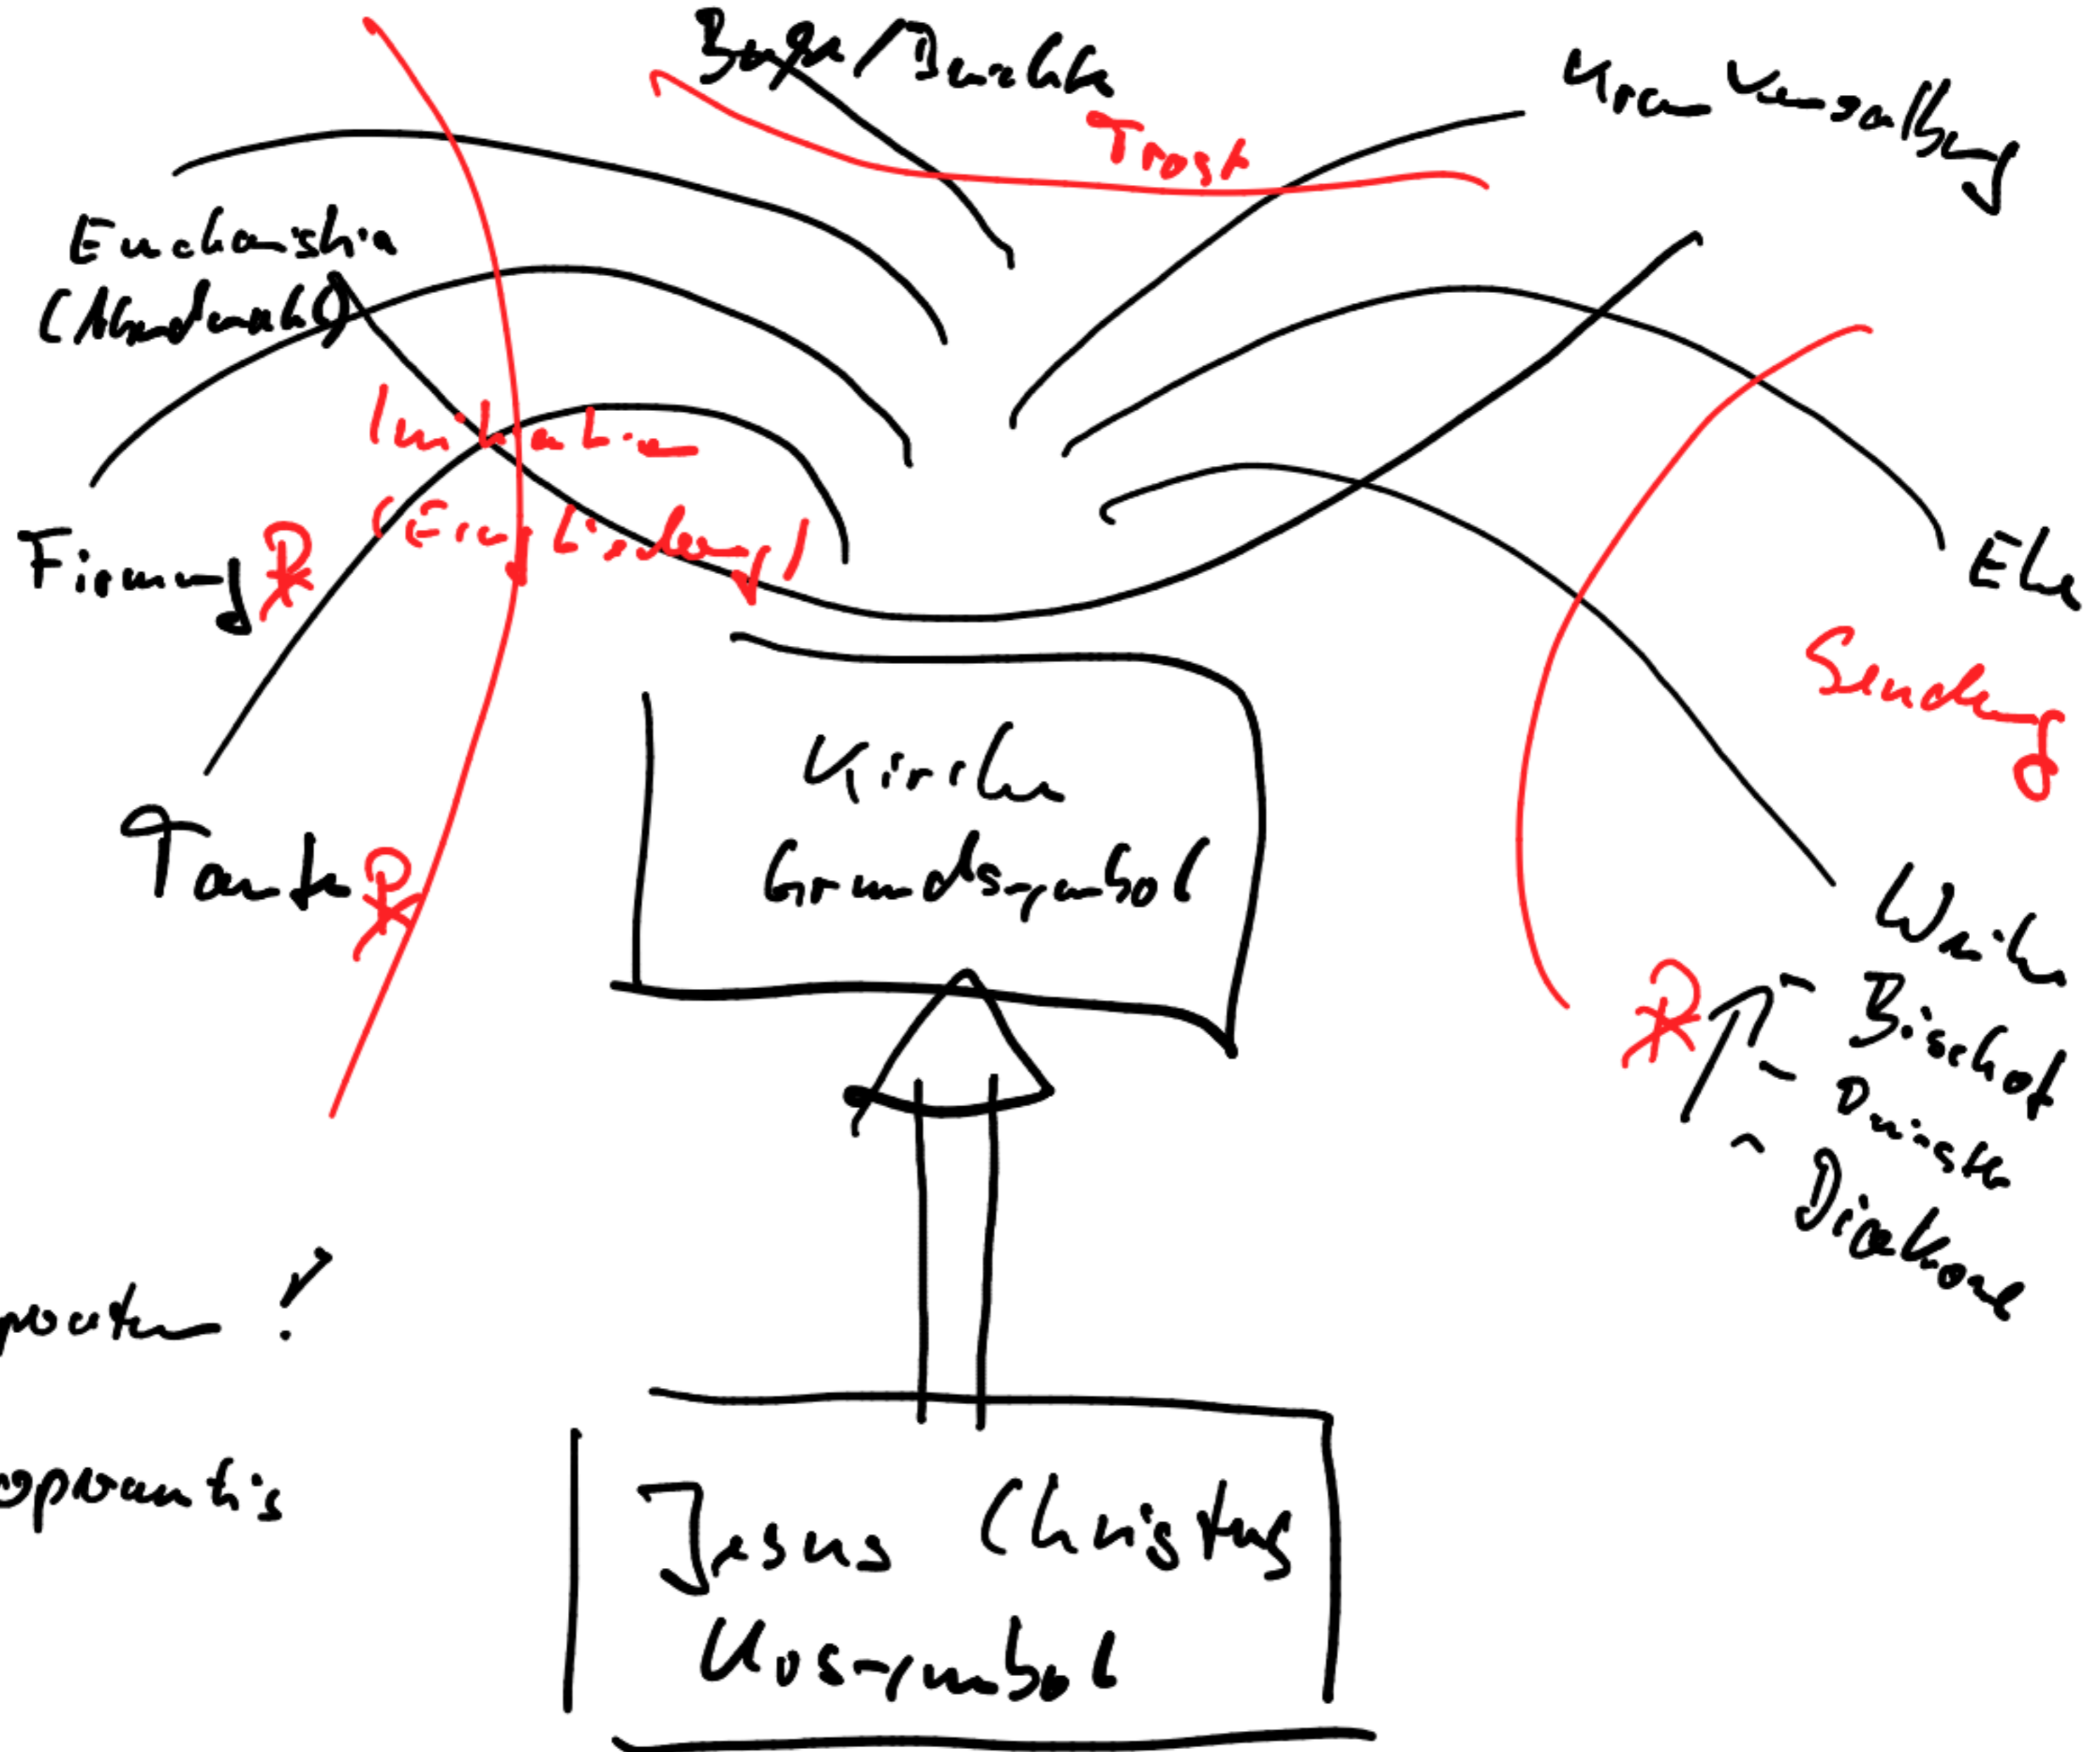 Buße/Beichte
Krankensalbung
Trost
Eucharistie
(Abendmahl)
Initiation
(Eingliederung)
Firmung
Ehe
Sendung
Kirche
Grundsymbol
Taufe
Weihe
- Bischof
- Priester
- Diakone
Jesus Christus
Ursymbol